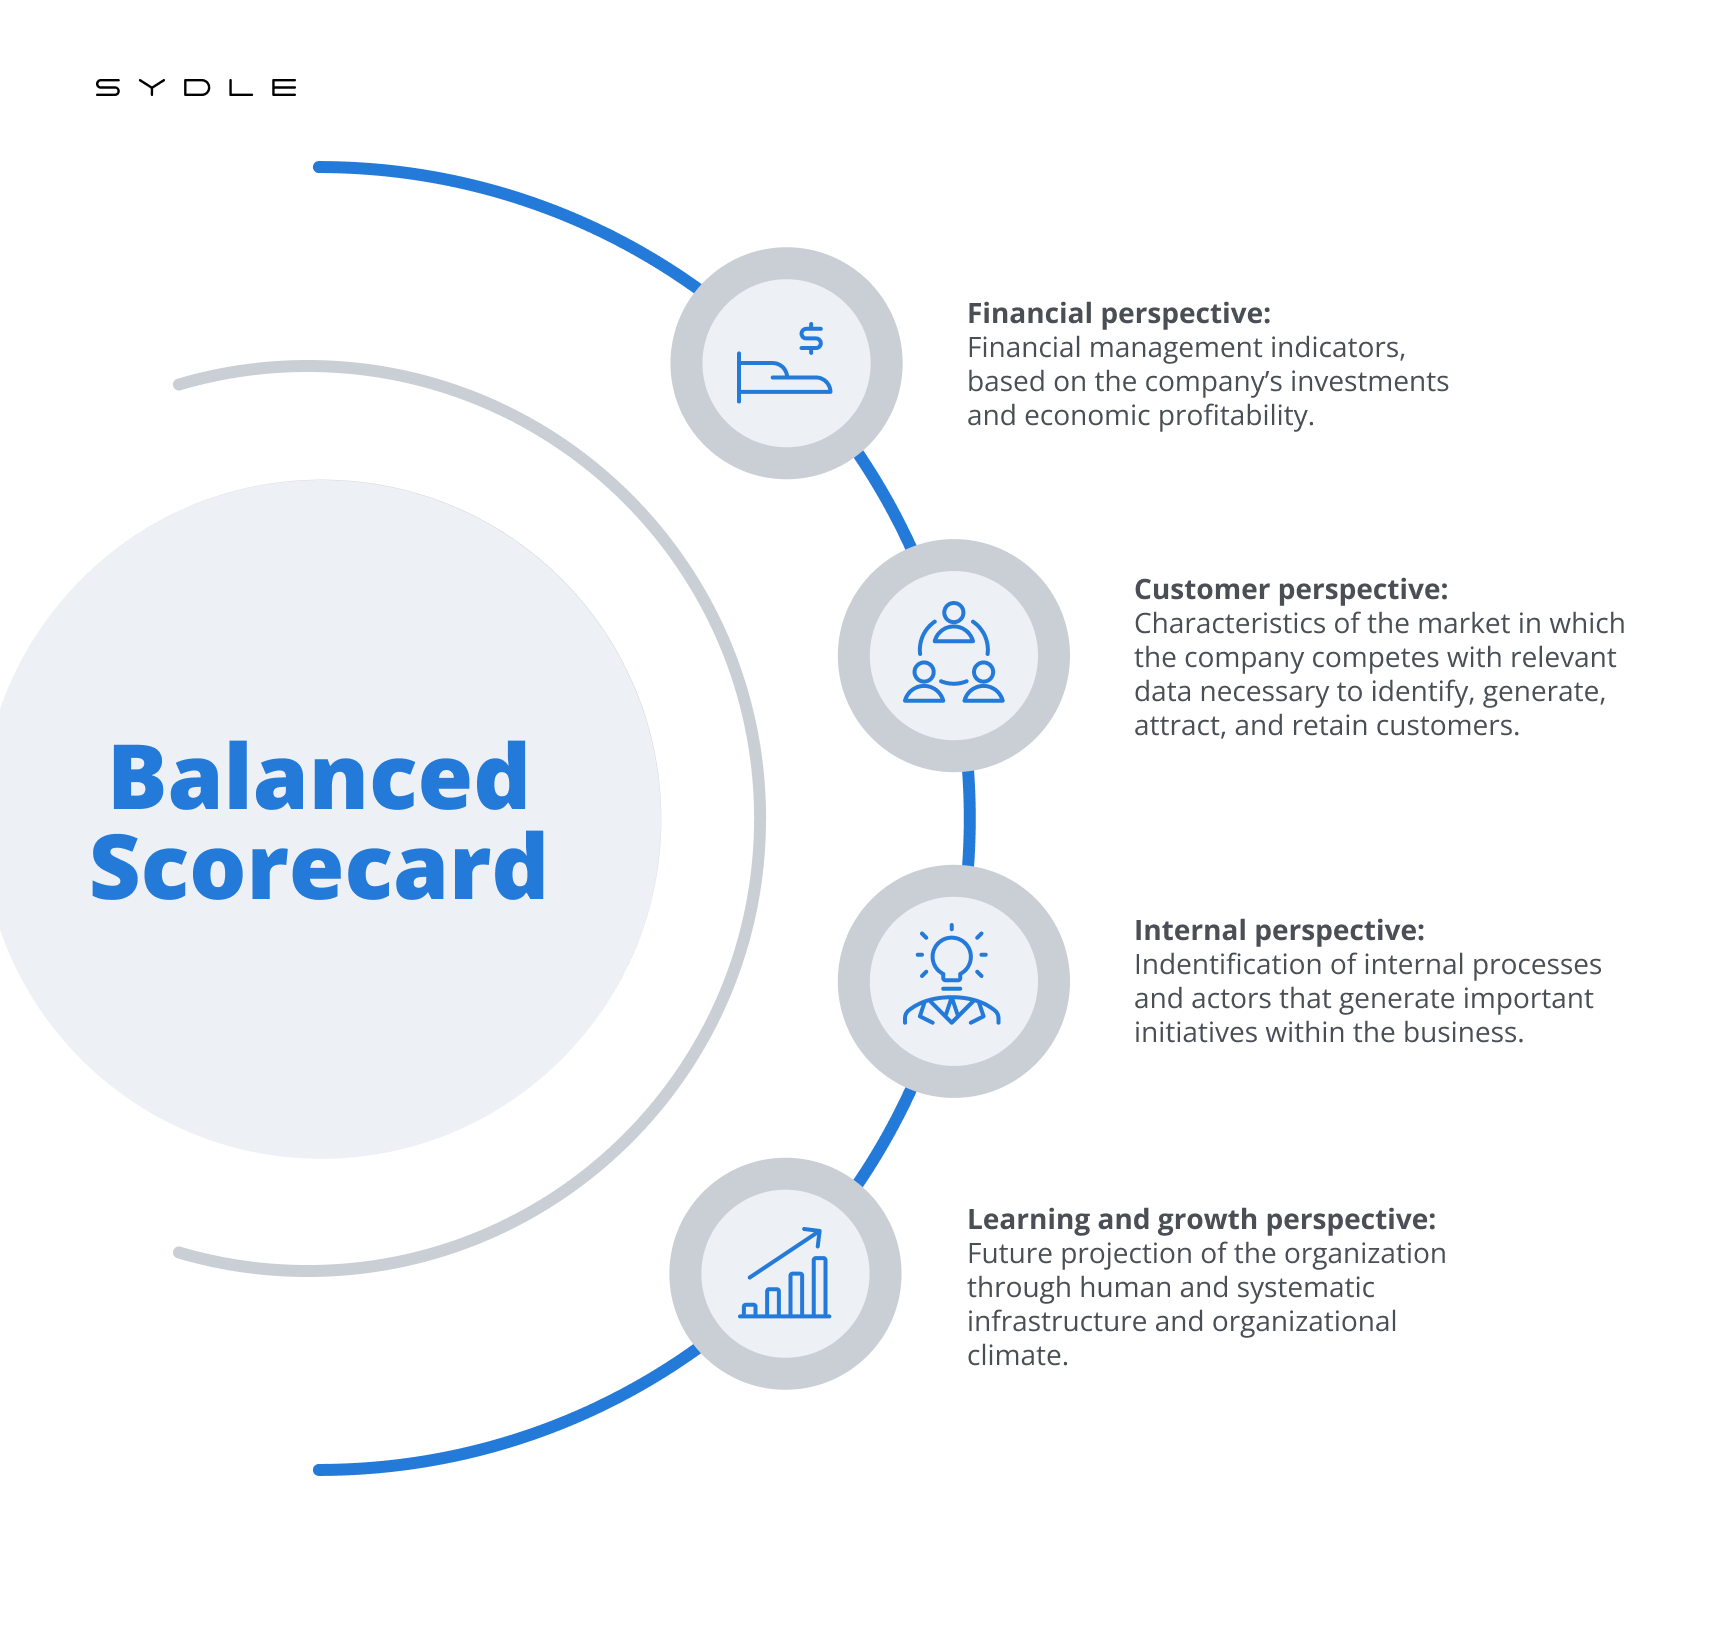 SYDLE
Balanced
Scorecard
Financial perspective:
Financial management indicators,
based on the company’s investments
and economic profitability.
Customer perspective:
Characteristics of the market in which
the company competes with relevant
data necessary to identify, generate,
attract, and retain customers.
Internal perspective:
Indentification of internal processes
and actors that generate important
initiatives within the business.
Learning and growth perspective:
Future projection of the organization
through human and systematic
infrastructure and organizational
climate.